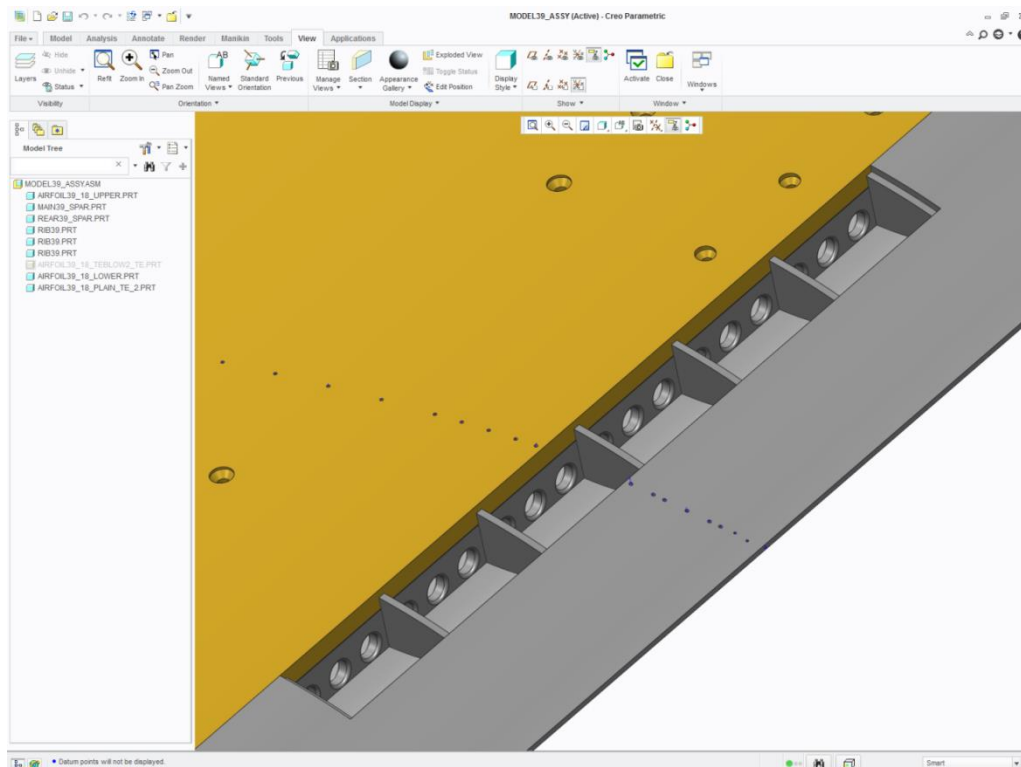 MODEL39_ASSY (Active) - Creo Parametric
File Model Analysis Annotate Render Manikin Tools View Applications
Layers
Hide
Unhide
Status
Visibility
Refit
Zoom In
Pan
Zoom Out
Pan Zoom
Named Views
Standard Orientation
Previous
Orientation
Manage Views
Section
Appearance Gallery
Exploded View
Toggle Status
Edit Position
Model Display
Display Style
Show
Activate
Close
Windows
Window
Model Tree
MODEL39_ASSY.ASM
AIRFOIL39_18_UPPER.PRT
MAIN39_SPAR.PRT
REAR39_SPAR.PRT
RIB39.PRT
RIB39.PRT
RIB39.PRT
AIRFOIL39_18_TEBLOW2_TE.PRT
AIRFOIL39_18_LOWER.PRT
AIRFOIL39_18_PLAIN_TE_2.PRT
Datum points will not be displayed.
Smart